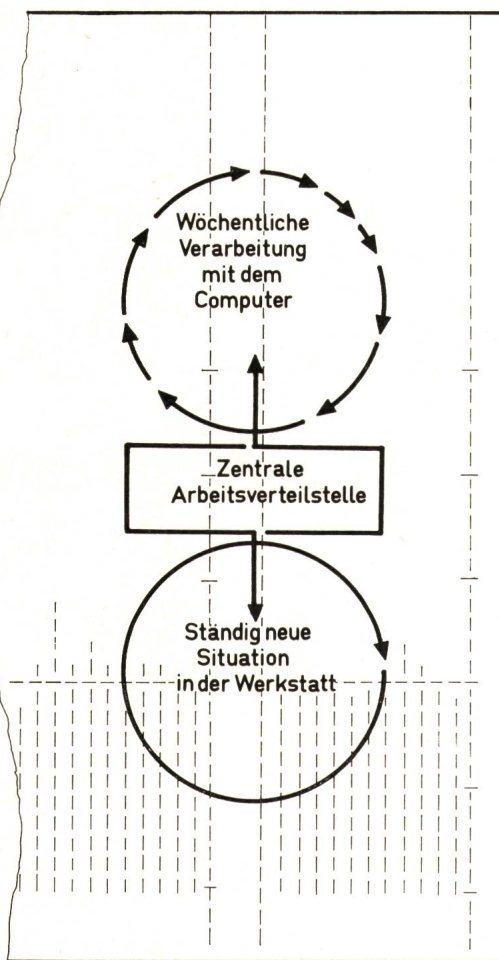 Wöchentliche
Verarbeitung
mit dem
Computer
Zentrale
Arbeitsverteilstelle
Ständig neue
Situation
in der Werkstatt